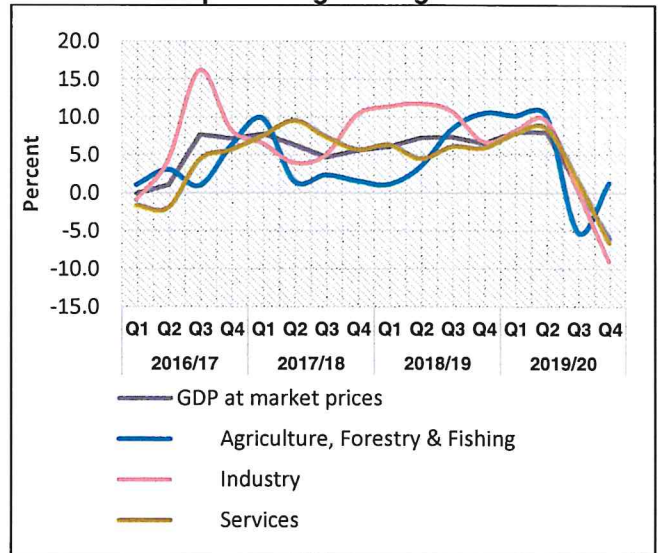 20.0
15.0
10.0
5.0
0.0
-5.0
-10.0
-15.0
Percent
Q1 Q2 Q3 Q4 Q1 Q2 Q3 Q4 Q1 Q2 Q3 Q4 Q1 Q2 Q3 Q4
2016/17 2017/18 2018/19 2019/20
GDP at market prices
Agriculture, Forestry & Fishing
Industry
Services